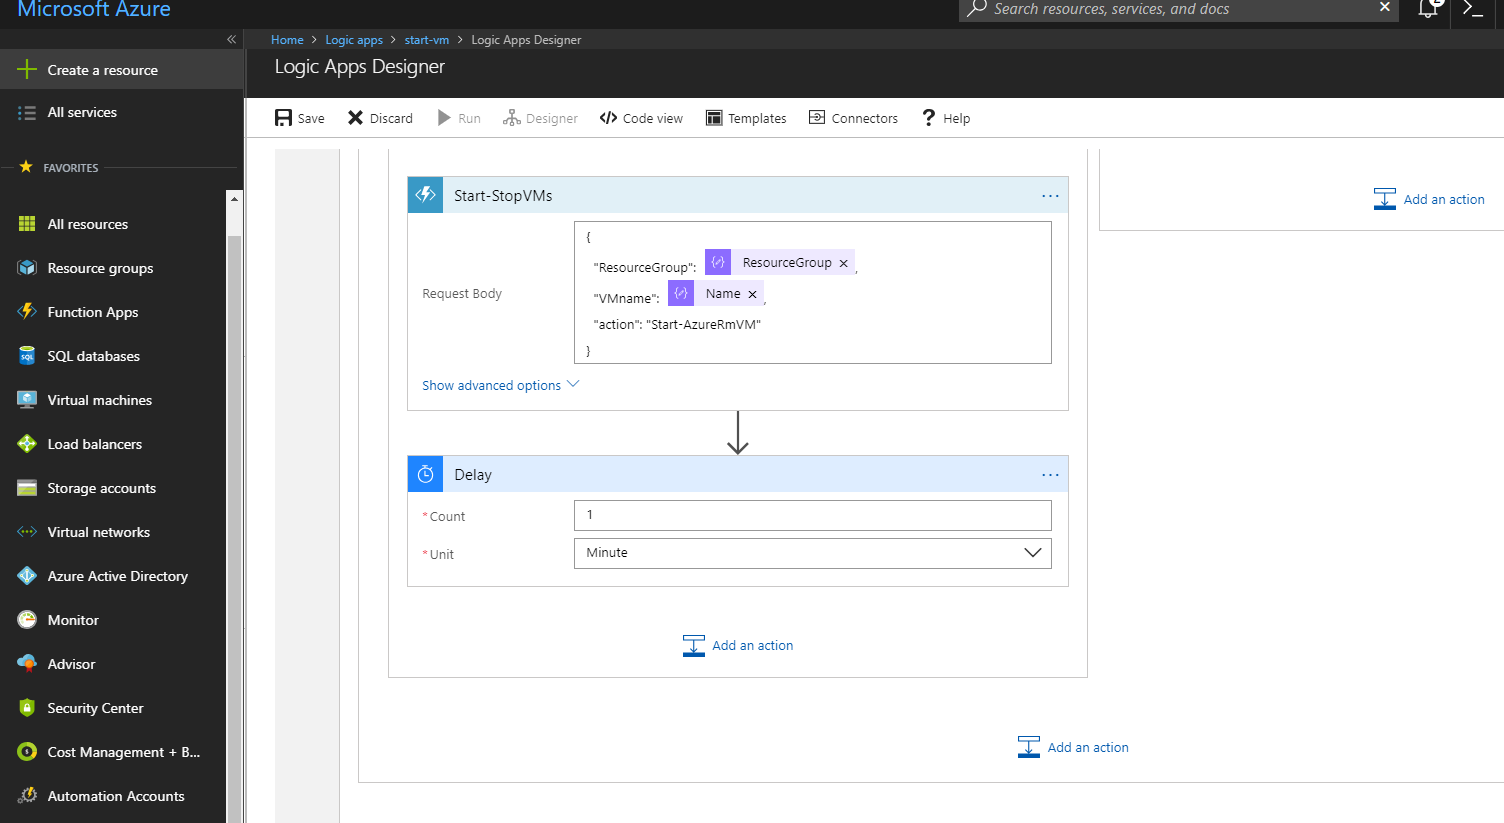 Microsoft Azure
Search resources, services, and docs
Home > Logic apps > start-vm > Logic Apps Designer
Logic Apps Designer
Create a resource
All services
FAVORITES
All resources
Resource groups
Function Apps
SQL databases
Virtual machines
Load balancers
Storage accounts
Virtual networks
Azure Active Directory
Monitor
Advisor
Security Center
Cost Management + B...
Automation Accounts
Save Discard Run Designer Code view Templates Connectors ? Help
Start-StopVMs ...
Request Body
{
"ResourceGroup": ResourceGroup ×,
"VMname": Name ×,
"action": "Start-AzureRmVM"
}
Show advanced options
Delay ...
*Count 1
*Unit Minute
Add an action
Add an action
Add an action